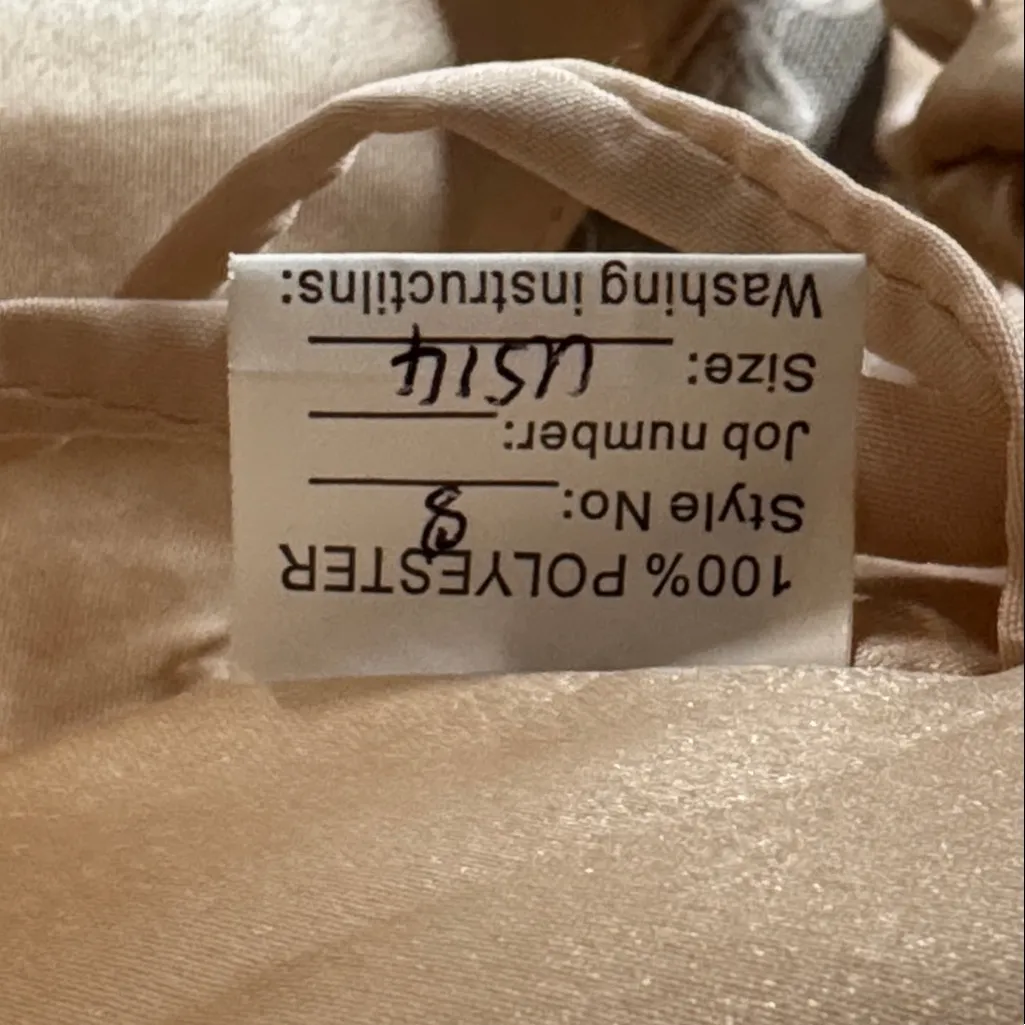 100% POLYESTER
Style No: 8
Job number:
Size: US14
Washing instructilns: